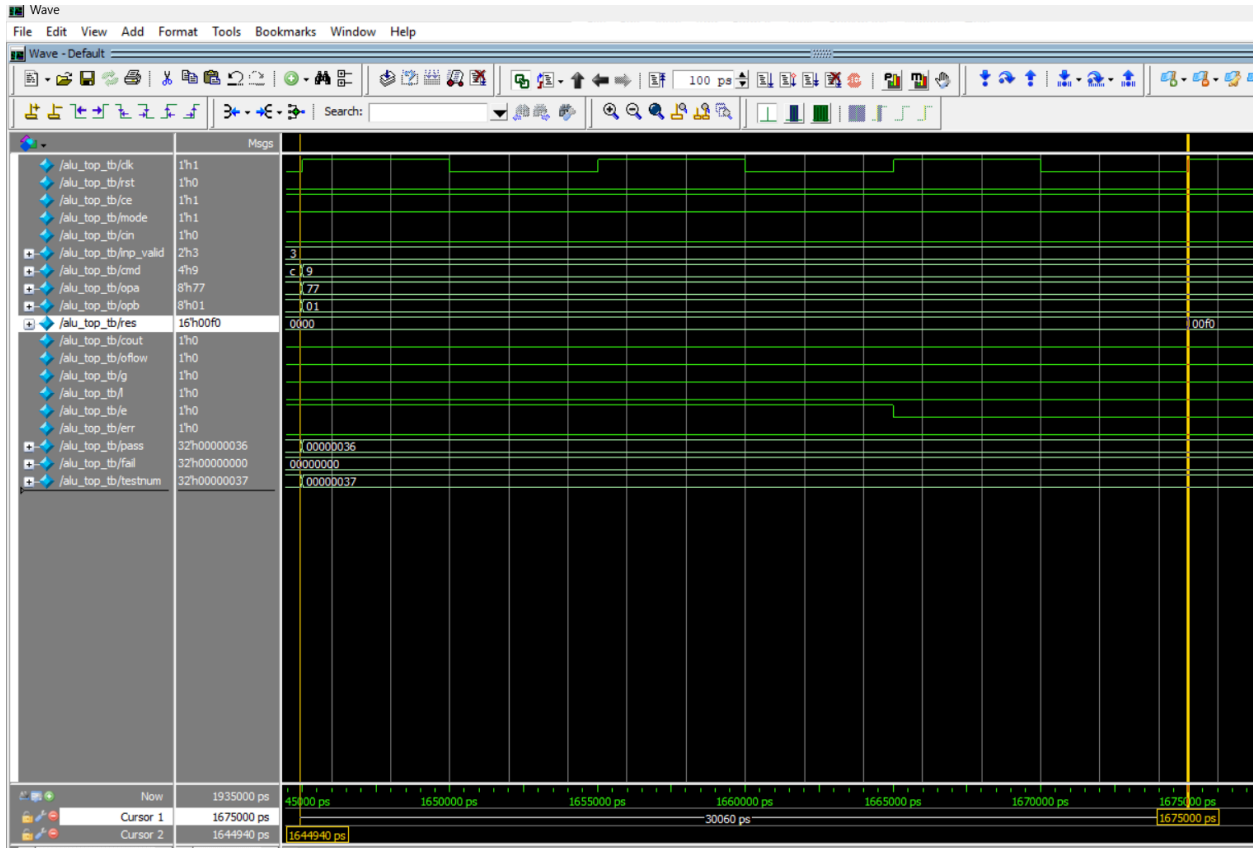 Wave
File Edit View Add Format Tools Bookmarks Window Help
Wave - Default
100 ps
Search:
Msgs
/alu_top_tb/clk 1'h1
/alu_top_tb/rst 1'h0
/alu_top_tb/ce 1'h1
/alu_top_tb/mode 1'h1
/alu_top_tb/cin 1'h0
/alu_top_tb/inp_valid 2'h3 3
/alu_top_tb/cmd 4'h9 c 9
/alu_top_tb/opa 8'h77 77
/alu_top_tb/opb 8'h01 01
/alu_top_tb/res 16'h00f0 0000 00f0
/alu_top_tb/cout 1'h0
/alu_top_tb/oflow 1'h0
/alu_top_tb/g 1'h0
/alu_top_tb/l 1'h0
/alu_top_tb/e 1'h0
/alu_top_tb/err 1'h0
/alu_top_tb/pass 32'h00000036 00000036
/alu_top_tb/fail 32'h00000000 00000000
/alu_top_tb/testnum 32'h00000037 00000037
Now 1935000 ps 45000 ps 1650000 ps 1655000 ps 1660000 ps 1665000 ps 1670000 ps 1675000 ps
Cursor 1 1675000 ps 30060 ps 1675000 ps
Cursor 2 1644940 ps 1644940 ps